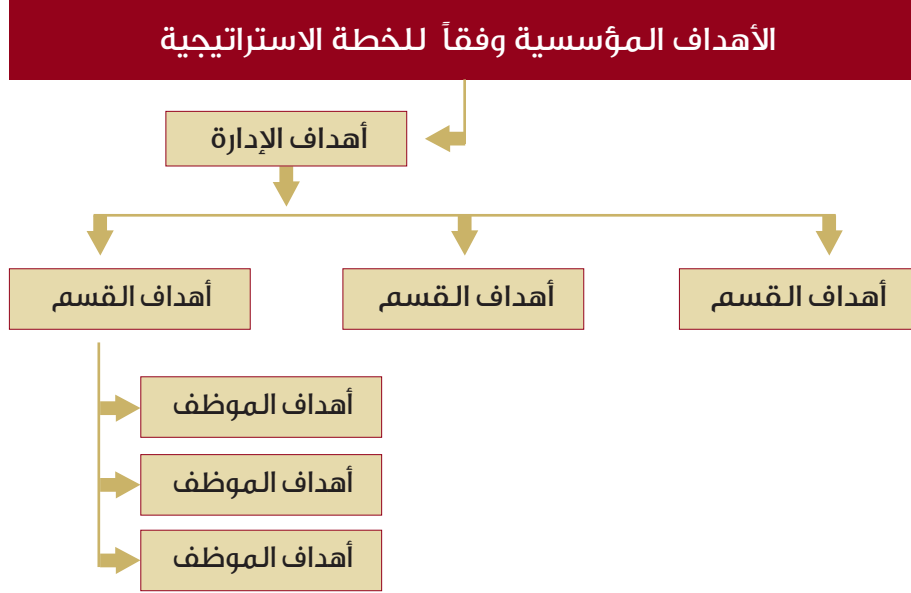 الأهداف المؤسسية وفقاً للخطة الاستراتيجية
أهداف الإدارة
أهداف القسم
أهداف القسم
أهداف القسم
أهداف الموظف
أهداف الموظف
أهداف الموظف